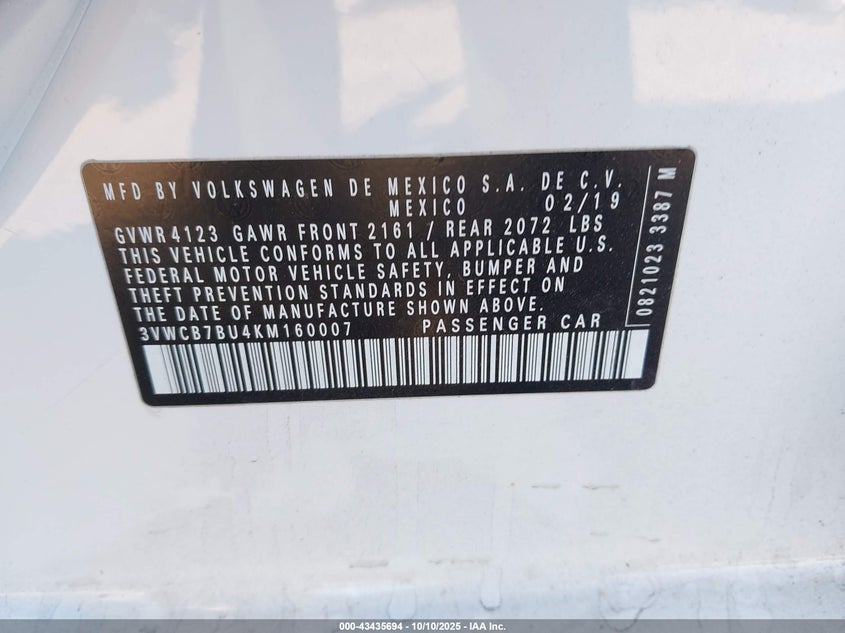 MFD BY VOLKSWAGEN DE MEXICO S.A. DE C.V.
MEXICO 02/19
GVWR 4123 GAWR FRONT 2161 / REAR 2072 LBS
THIS VEHICLE CONFORMS TO ALL APPLICABLE U.S.
FEDERAL MOTOR VEHICLE SAFETY, BUMPER AND
THEFT PREVENTION STANDARDS IN EFFECT ON
THE DATE OF MANUFACTURE SHOWN ABOVE.
3VWCB7BU4KM160007 PASSENGER CAR
0821023 3387 M
000-43435694 - 10/10/2025 - IAA Inc.